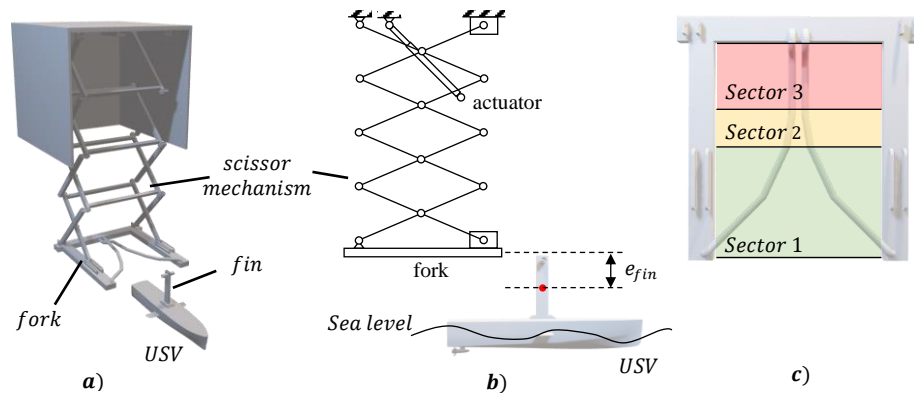 scissor
mechanism
fin
fork
USV
a)
actuator
fork
e_fin
Sea level
USV
b)
Sector 3
Sector 2
Sector 1
c)